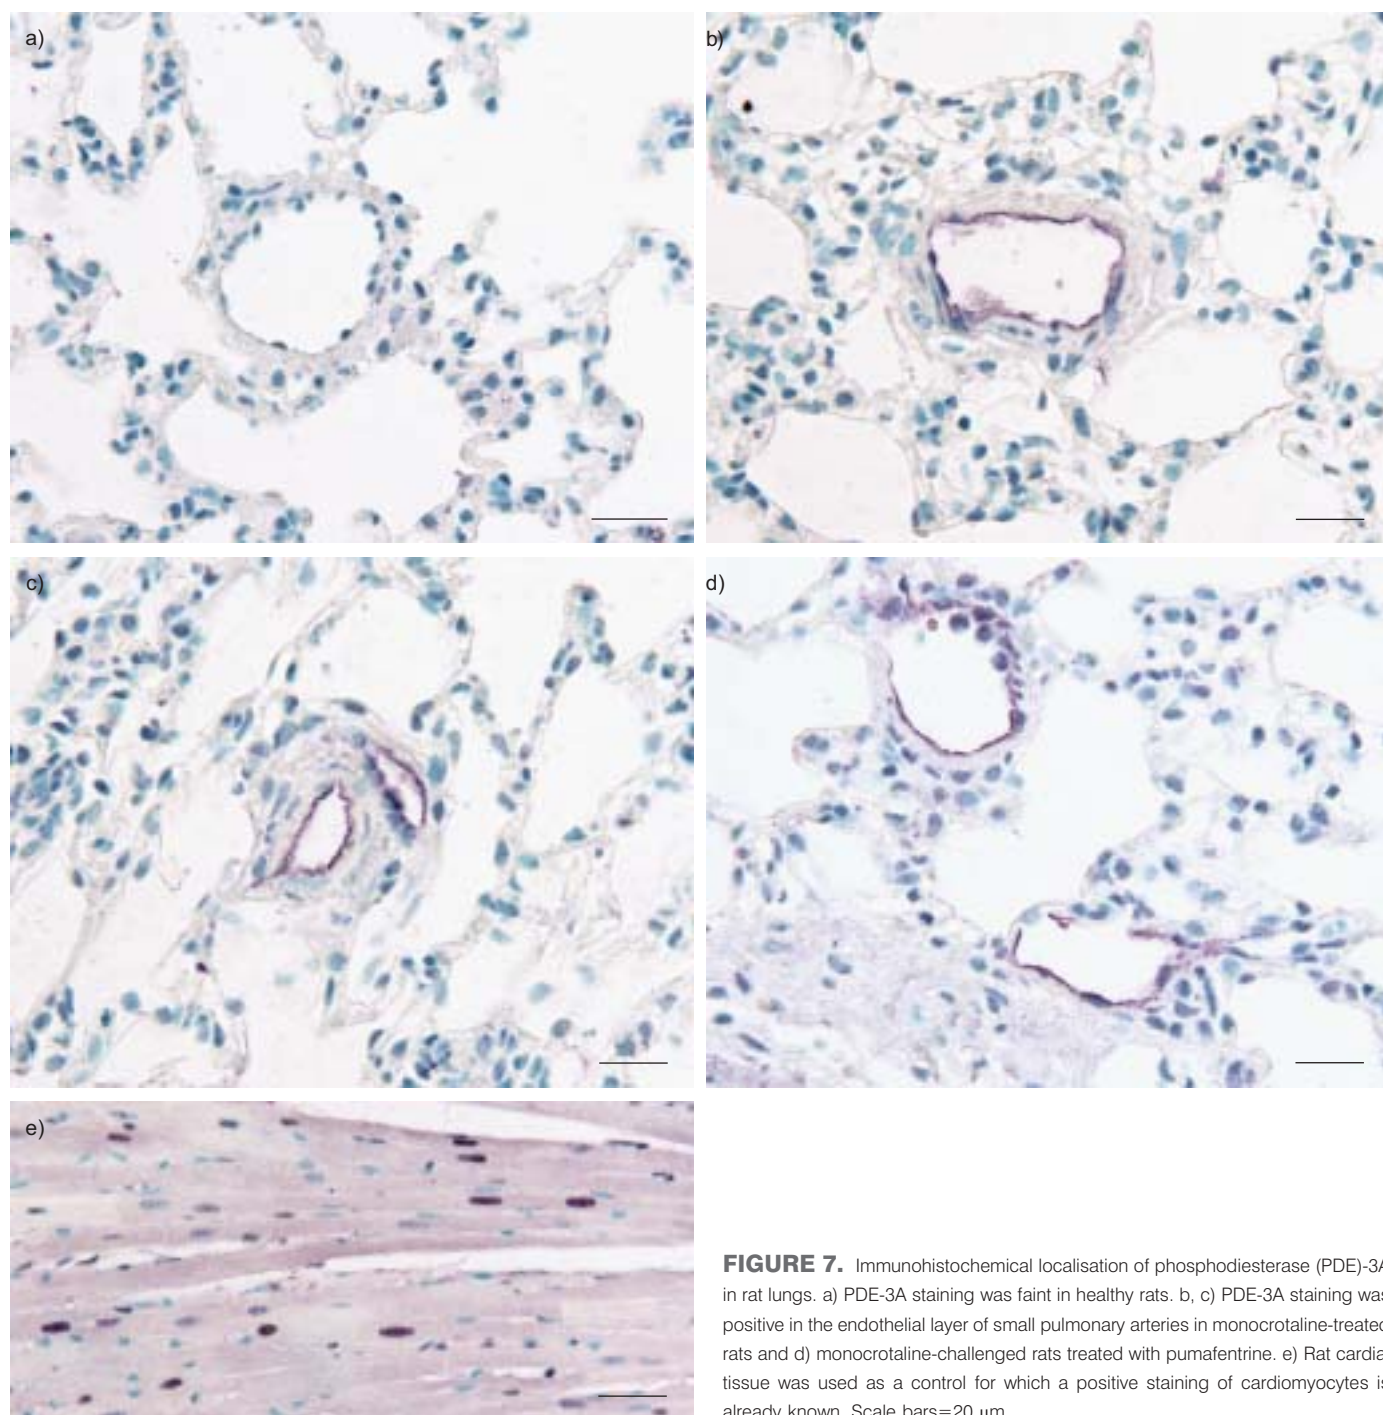 a)
b)
c)
d)
e)
FIGURE 7. Immunohistochemical localisation of phosphodiesterase (PDE)-3A
in rat lungs. a) PDE-3A staining was faint in healthy rats. b, c) PDE-3A staining was
positive in the endothelial layer of small pulmonary arteries in monocrotaline-treated
rats and d) monocrotaline-challenged rats treated with pumafentrine. e) Rat cardia
tissue was used as a control for which a positive staining of cardiomyocytes is
already known. Scale bars=20 μm.